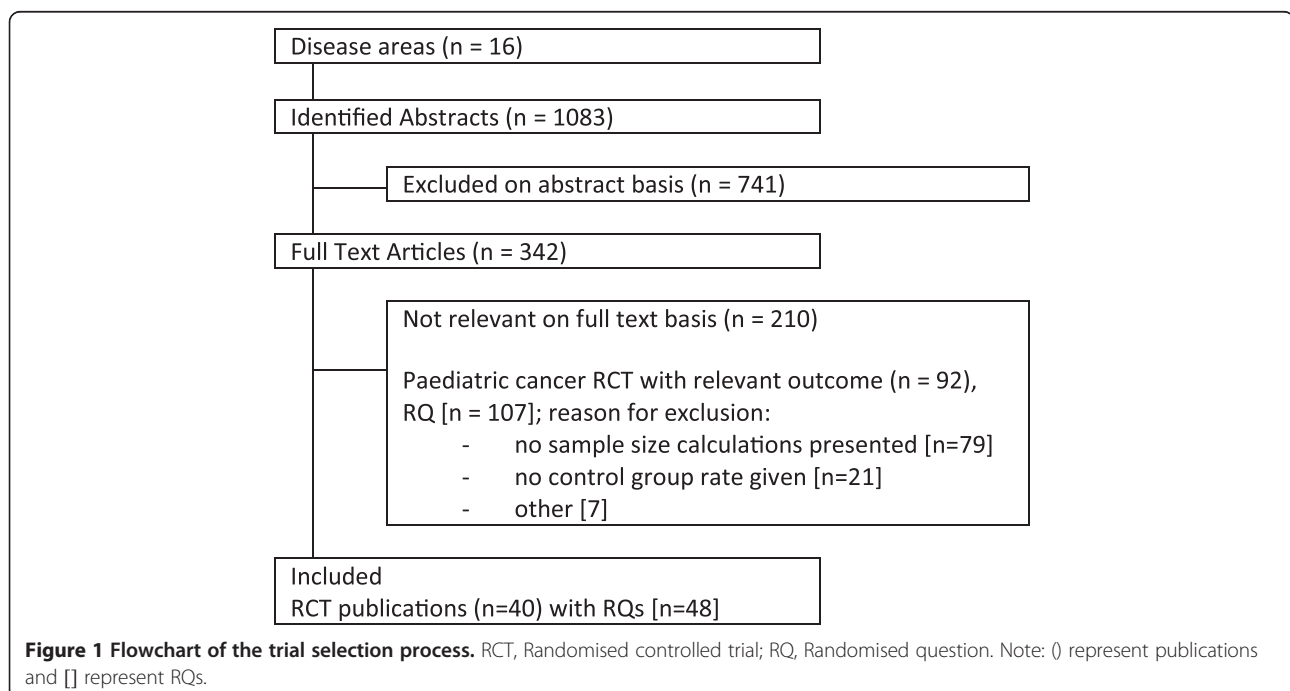 Disease areas (n = 16)
Identified Abstracts (n = 1083)
Excluded on abstract basis (n = 741)
Full Text Articles (n = 342)
Not relevant on full text basis (n = 210)
Paediatric cancer RCT with relevant outcome (n = 92),
RQ [n = 107]; reason for exclusion:
- no sample size calculations presented [n=79]
- no control group rate given [n=21]
- other [7]
Included
RCT publications (n=40) with RQs [n=48]
Figure 1 Flowchart of the trial selection process. RCT, Randomised controlled trial; RQ, Randomised question. Note: () represent publications
and [] represent RQs.